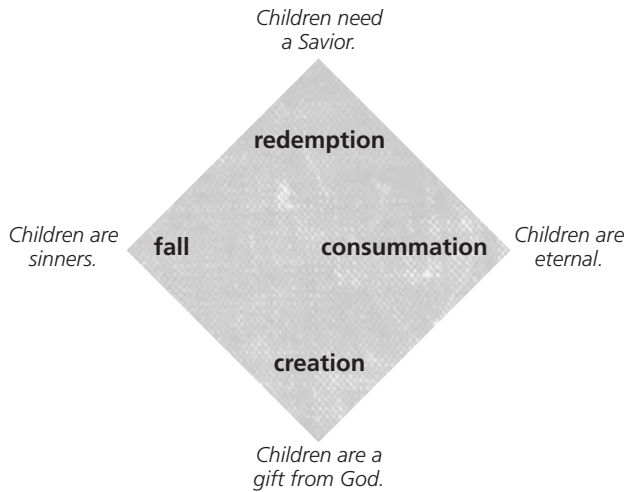 Children need
a Savior.
redemption
Children are
sinners.
fall
consummation
Children are
eternal.
creation
Children are a
gift from God.